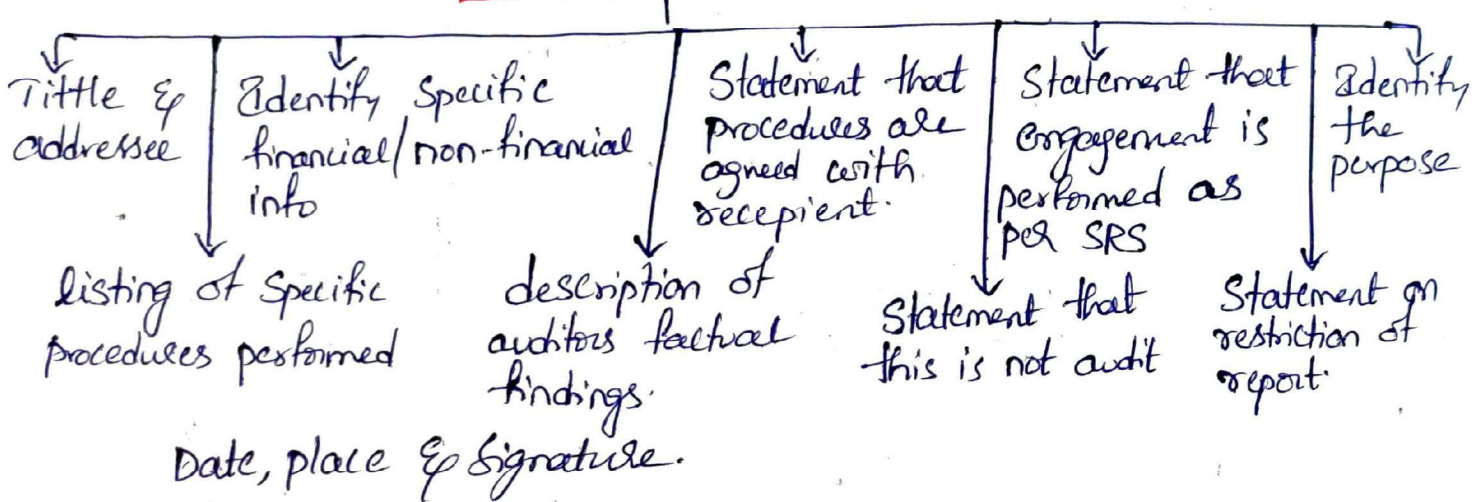 Tittle &
addressee
Identify Specific
financial/non-financial
info
Statement that
procedures are
agreed with
recepient.
Statement that
engagement is
performed as
per SRS
Identify
the
perpose
listing of Specific
procedures performed
description of
auditors factual
findings.
Statement that
this is not audit
Statement on
restriction of
report.
Date, place & Signature.